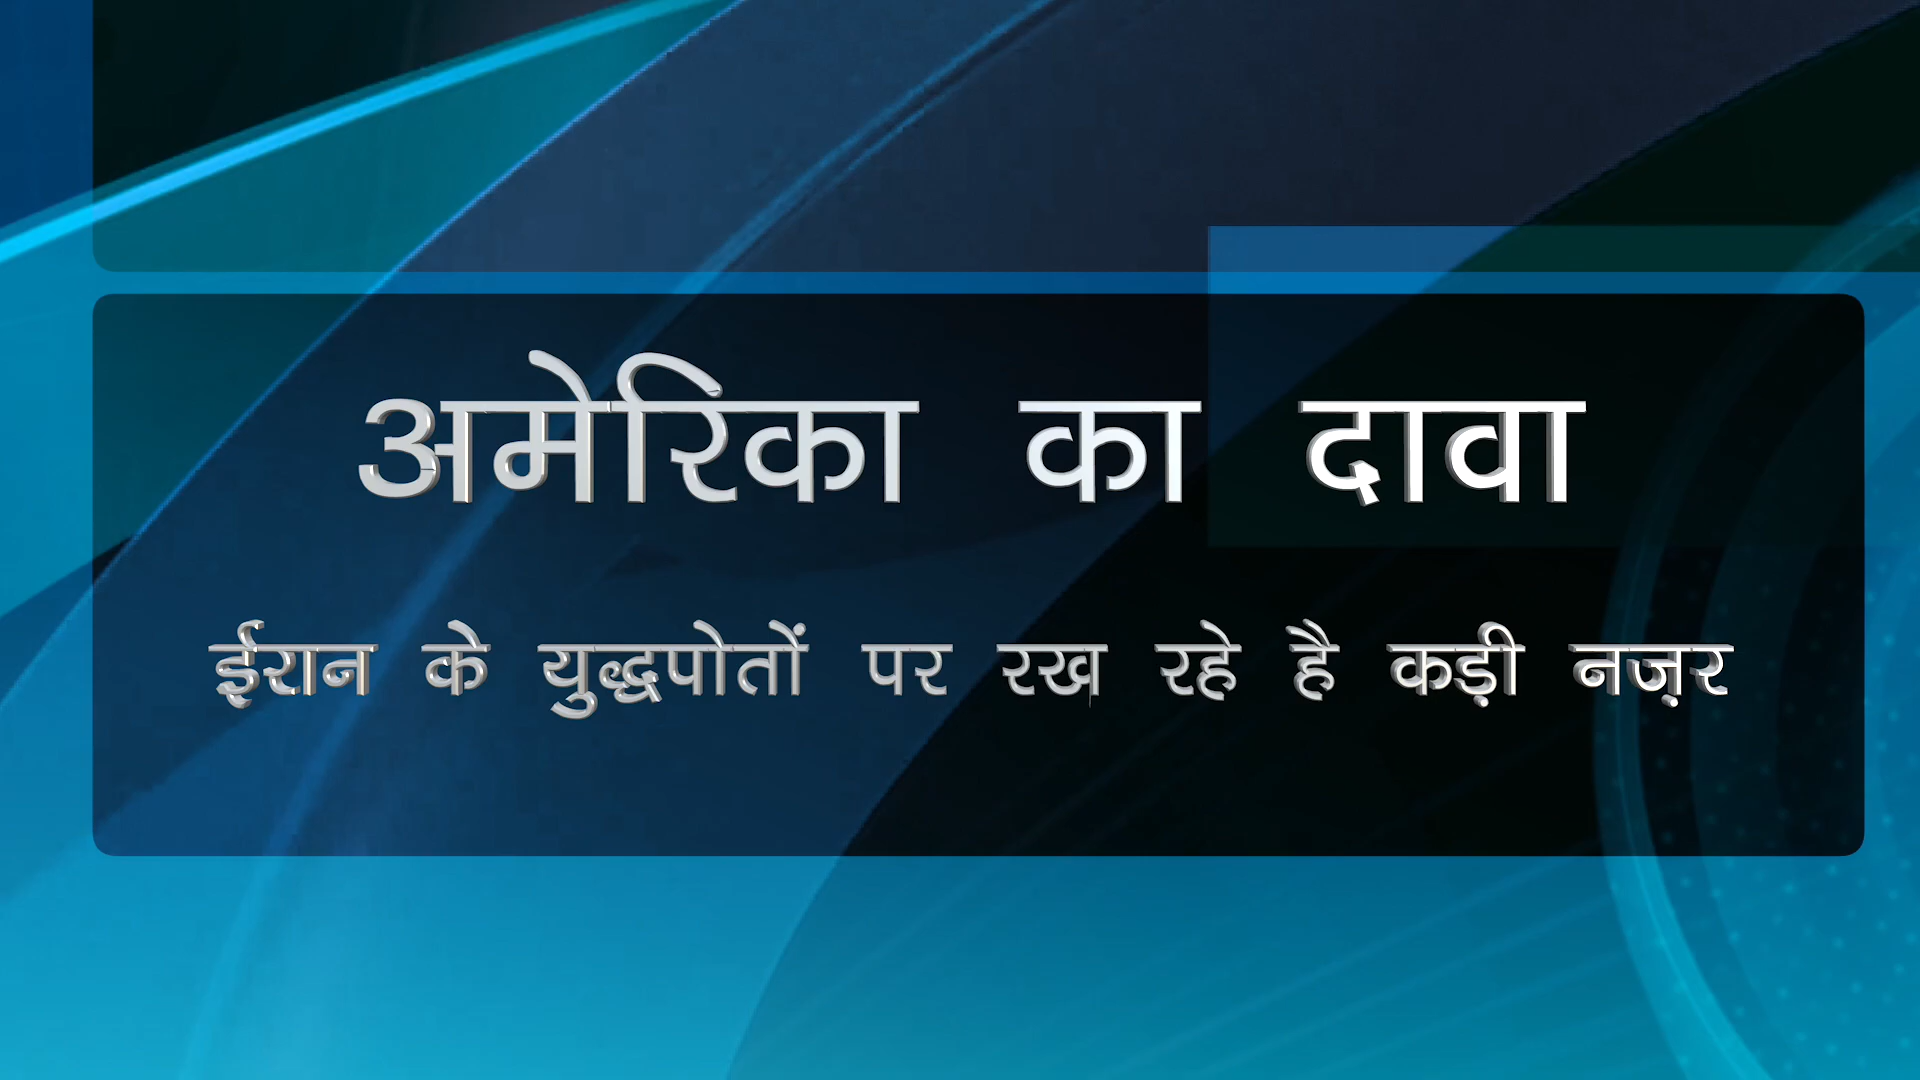 अमेरिका का दावा
ईरान के युद्धपोतों पर रख रहे है कड़ी नज़र